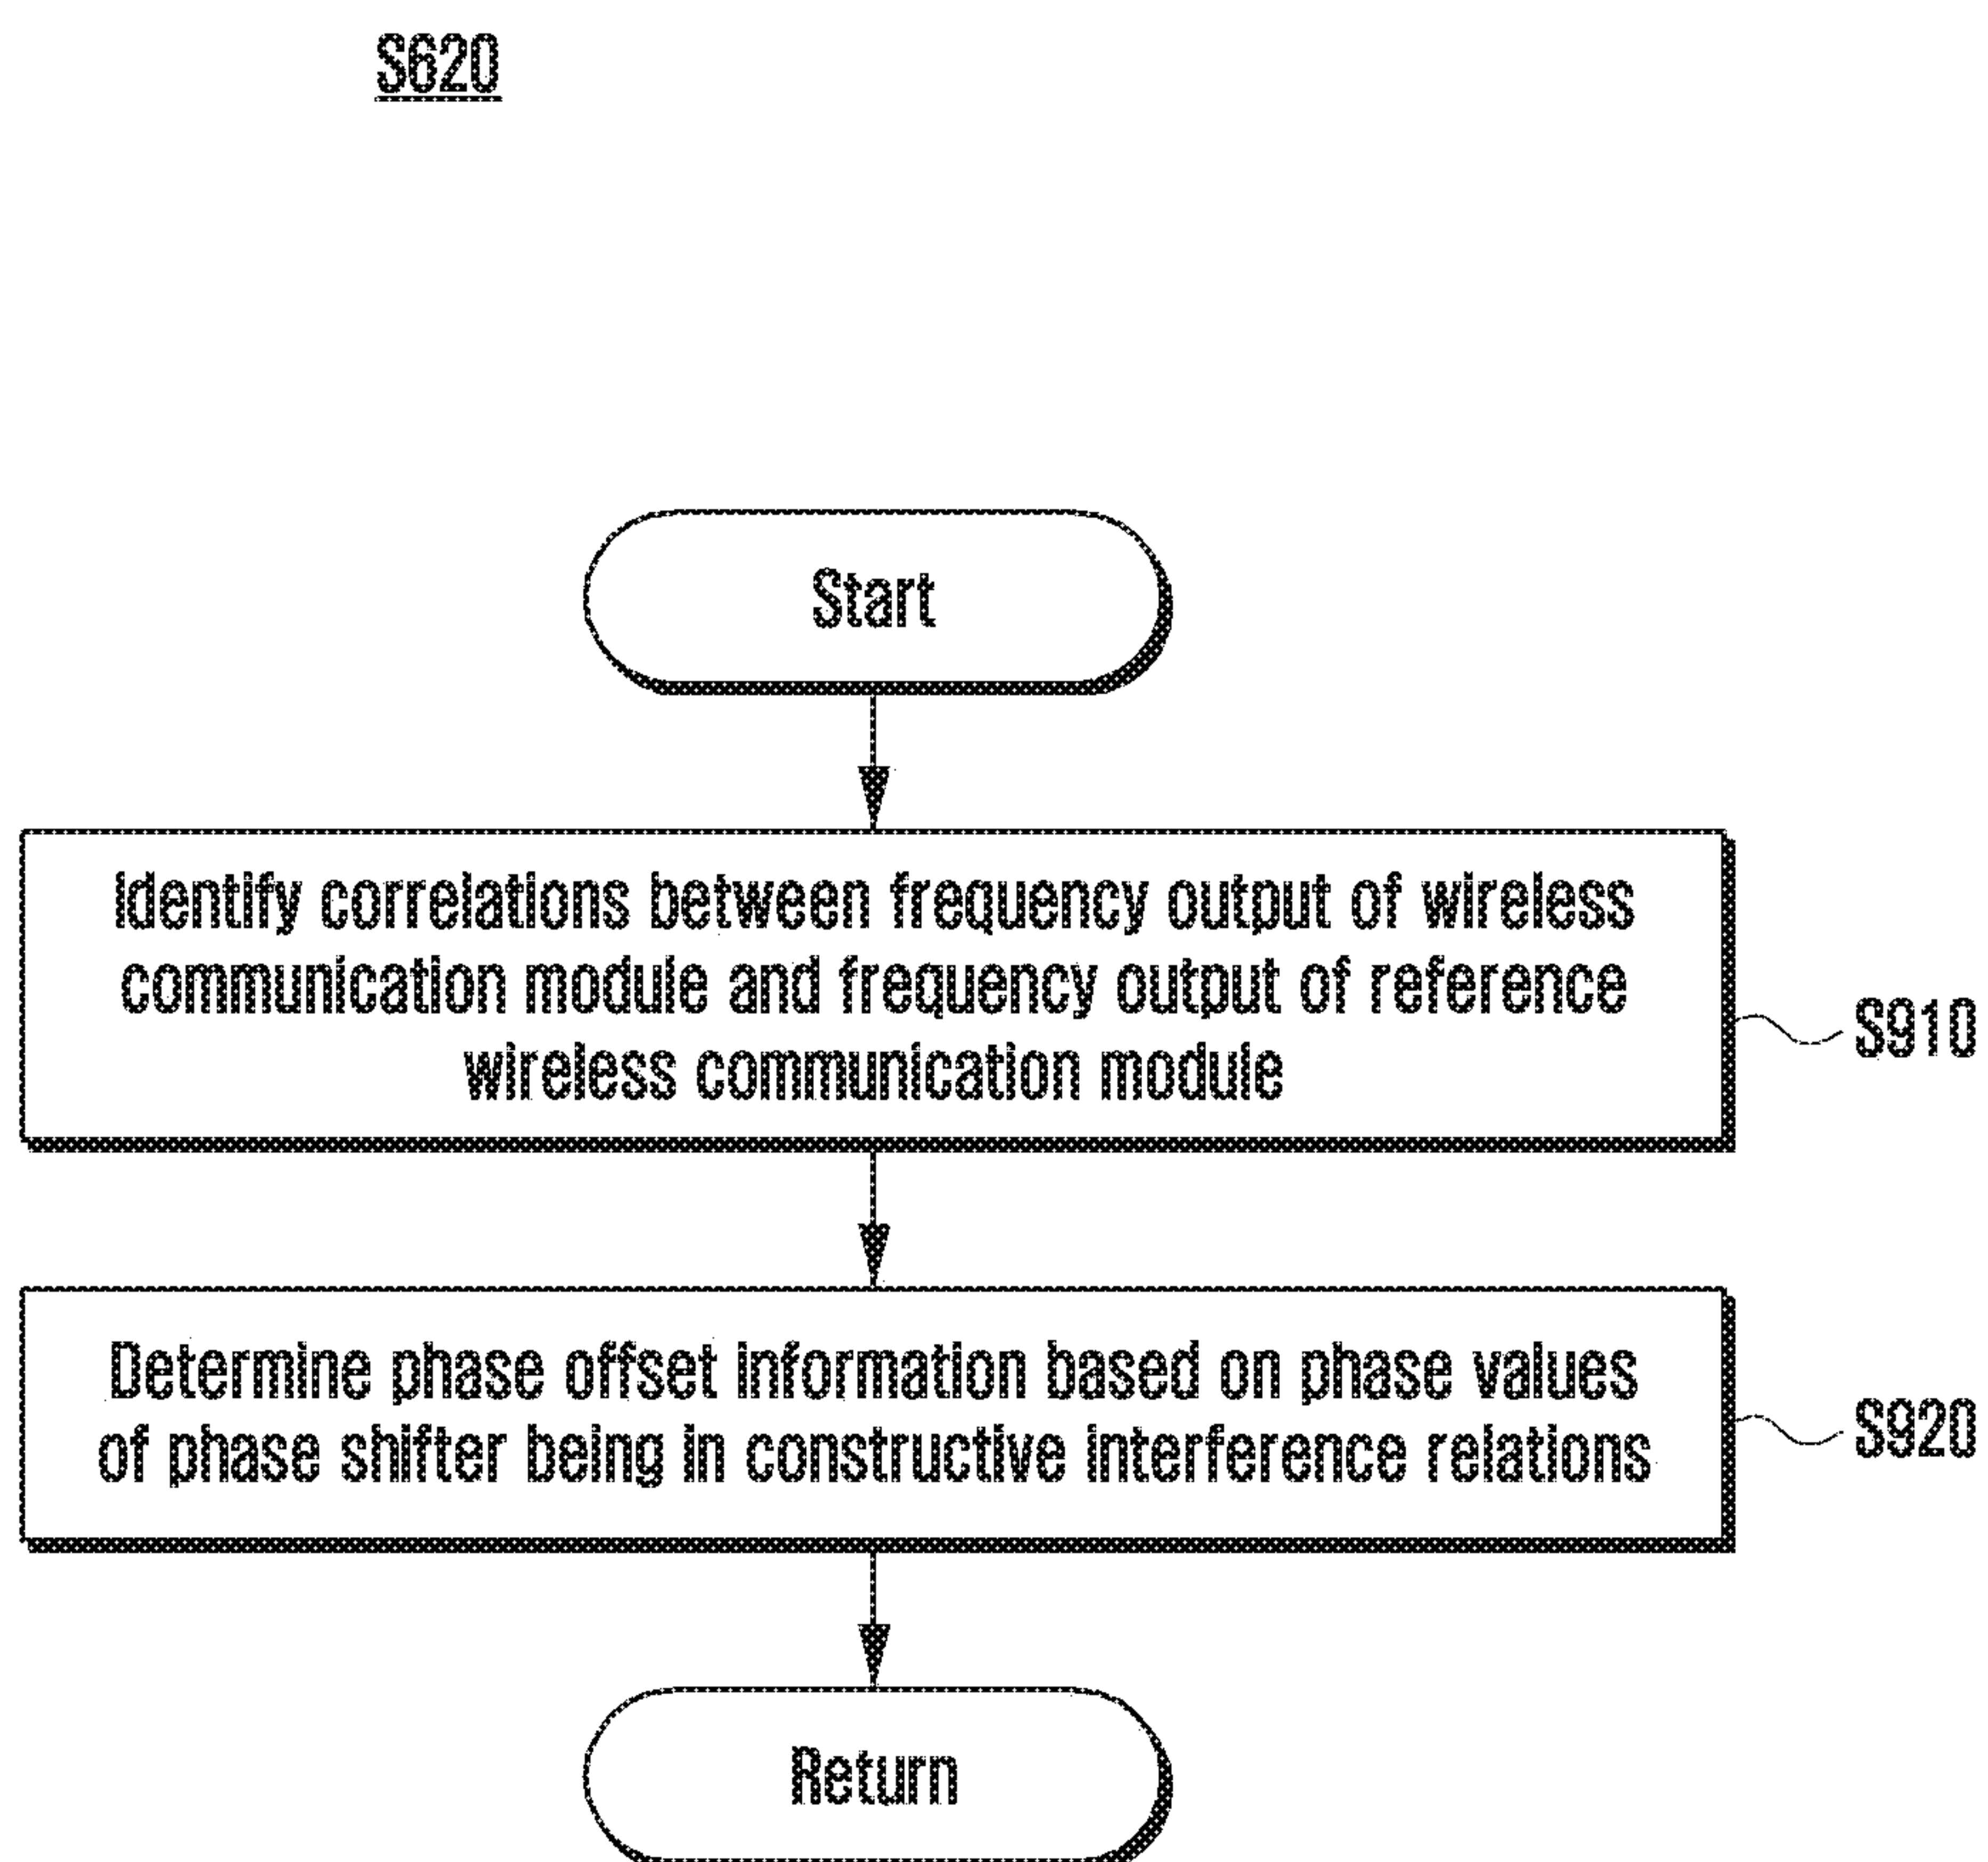 S620
Start
Identify correlations between frequency output of wireless
communication module and frequency output of reference
wireless communication module
S910
Determine phase offset information based on phase values
of phase shifter being in constructive interference relations
S920
Return